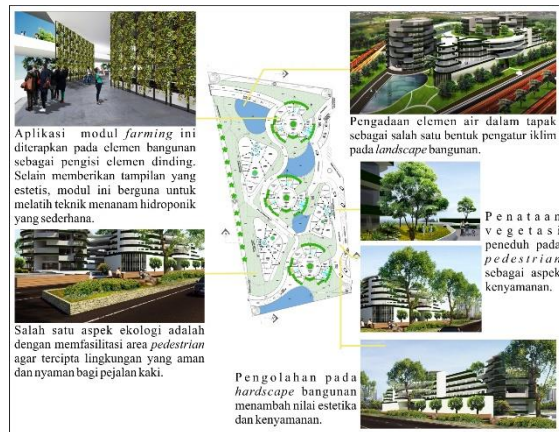 Aplikasi modul farming ini
diterapkan pada elemen bangunan
sebagai pengisi elemen dinding.
Selain memberikan tampilan yang
estetis, modul ini berguna untuk
melatih teknik menanam hidroponik
yang sederhana.
Salah satu aspek ekologi adalah
dengan memfasilitasi area pedestrian
agar tercipta lingkungan yang aman
dan nyaman bagi pejalan kaki.
Pengadaan elemen air dalam tapak
sebagai salah satu bentuk pengatur iklim
pada landscape bangunan.
Penataan
vegetasi
peneduh pada
pedestrian
sebagai aspek
kenyamanan.
Pengolahan pada
hardscape bangunan
menambah nilai estetika
dan kenyamanan.